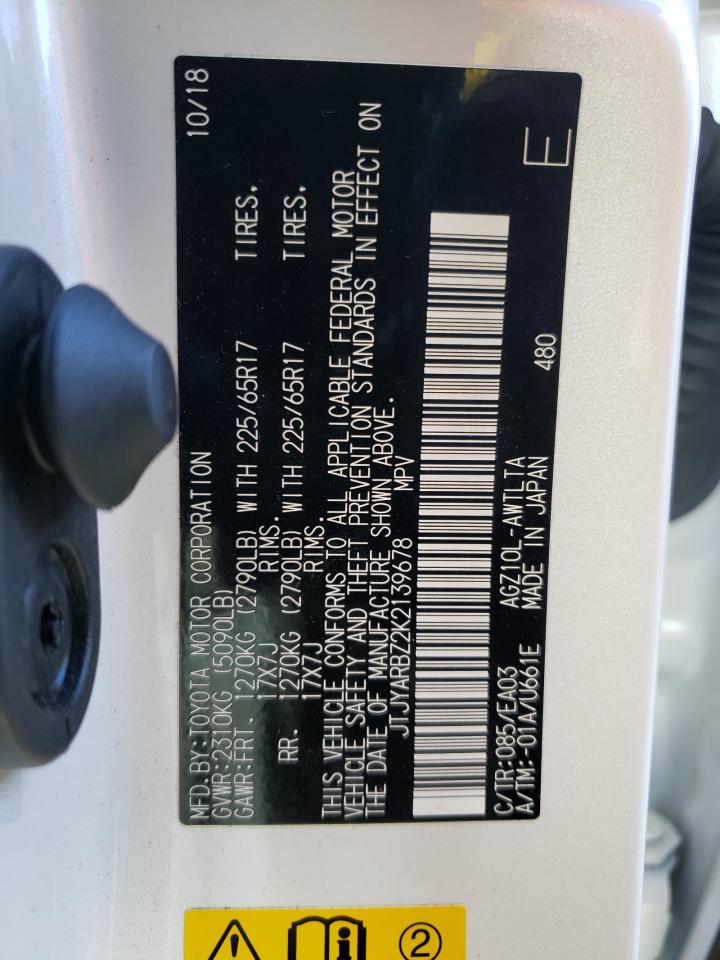 MFD.BY:TOYOTA MOTOR CORPORATION 10/18
GVWR:2310KG (5090LB)
GAWR:FRT. 1270KG (2790LB) WITH 225/65R17 TIRES.
17X7J RIMS.
RR. 1270KG (2790LB) WITH 225/65R17 TIRES.
17X7J RIMS.
THIS VEHICLE CONFORMS TO ALL APPLICABLE FEDERAL MOTOR
VEHICLE SAFETY AND THEFT PREVENTION STANDARDS IN EFFECT ON
THE DATE OF MANUFACTURE SHOWN ABOVE.
JTJYARBZ2K2139678 MPV
E
C/TR:085/EA03 AGZ10L-AWTLTA 480
A/TM:-01A/U661E MADE IN JAPAN
2